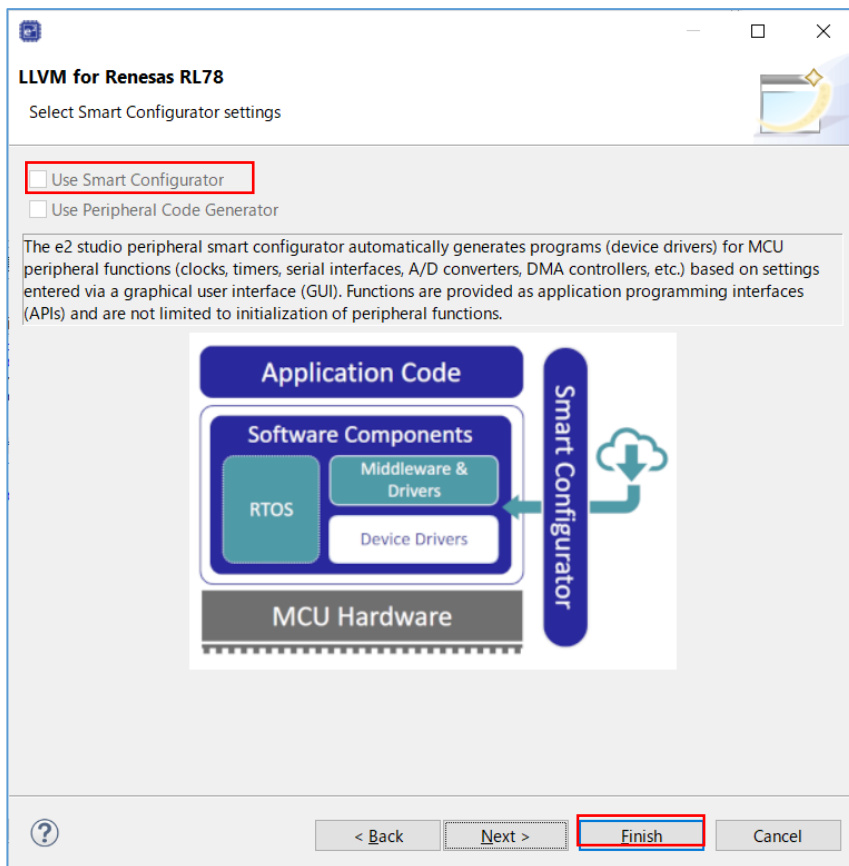 LLVM for Renesas RL78
Select Smart Configurator settings
Use Smart Configurator
Use Peripheral Code Generator
The e2 studio peripheral smart configurator automatically generates programs (device drivers) for MCU
peripheral functions (clocks, timers, serial interfaces, A/D converters, DMA controllers, etc.) based on settings
entered via a graphical user interface (GUI). Functions are provided as application programming interfaces
(APIs) and are not limited to initialization of peripheral functions.
Application Code
Software Components
RTOS
Middleware &
Drivers
Device Drivers
MCU Hardware
Smart Configurator
< Back
Next >
Finish
Cancel